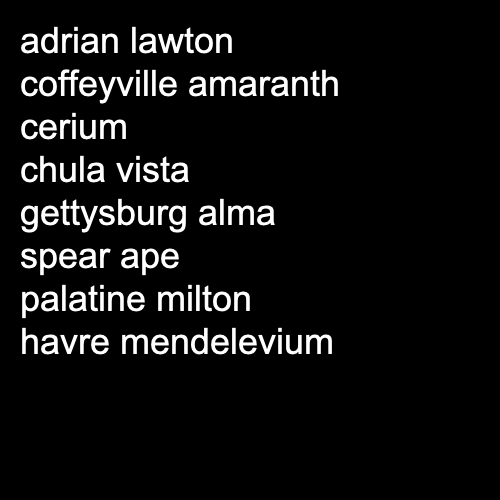 adrian lawton
coffeyville amaranth
cerium
chula vista
gettysburg alma
spear ape
palatine milton
havre mendelevium